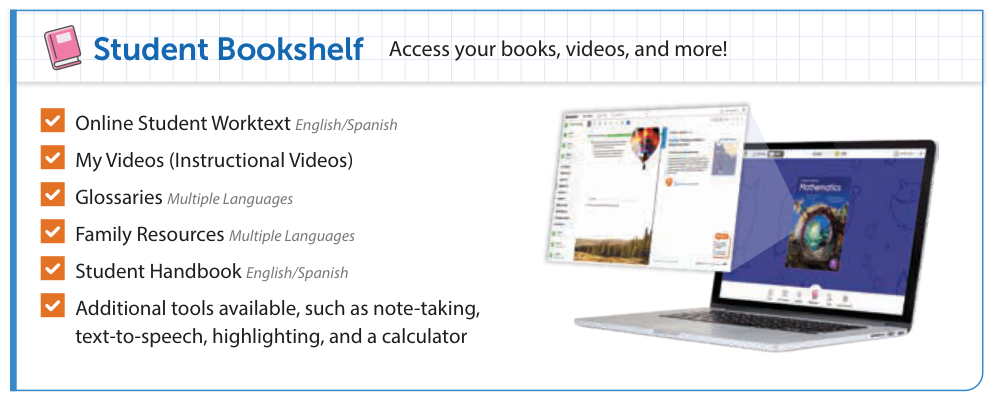 Student Bookshelf Access your books, videos, and more!
Online Student Worktext English/Spanish
My Videos (Instructional Videos)
Glossaries Multiple Languages
Family Resources Multiple Languages
Student Handbook English/Spanish
Additional tools available, such as note-taking,
text-to-speech, highlighting, and a calculator
Mathematics